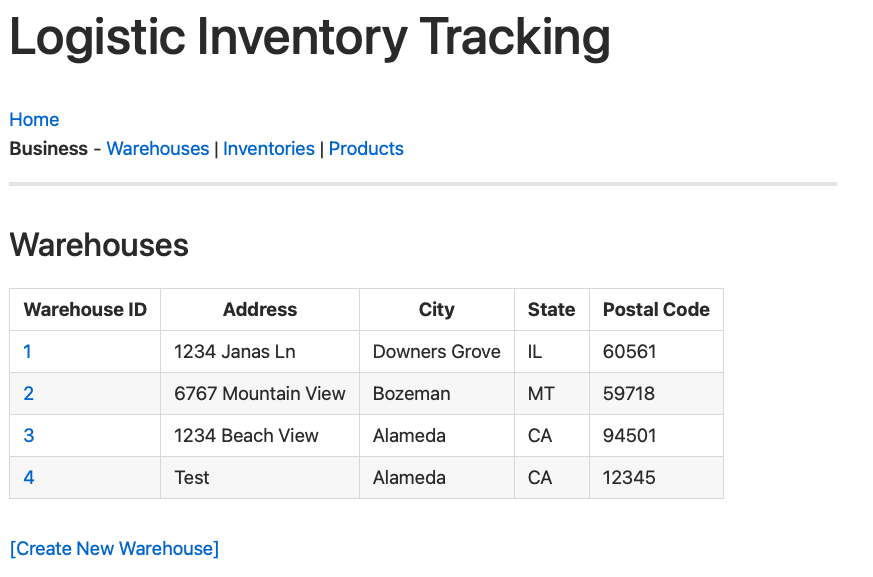 Logistic Inventory Tracking
Home
Business - Warehouses | Inventories | Products
Warehouses
Warehouse ID Address City State Postal Code
1 1234 Janas Ln Downers Grove IL 60561
2 6767 Mountain View Bozeman MT 59718
3 1234 Beach View Alameda CA 94501
4 Test Alameda CA 12345
[Create New Warehouse]